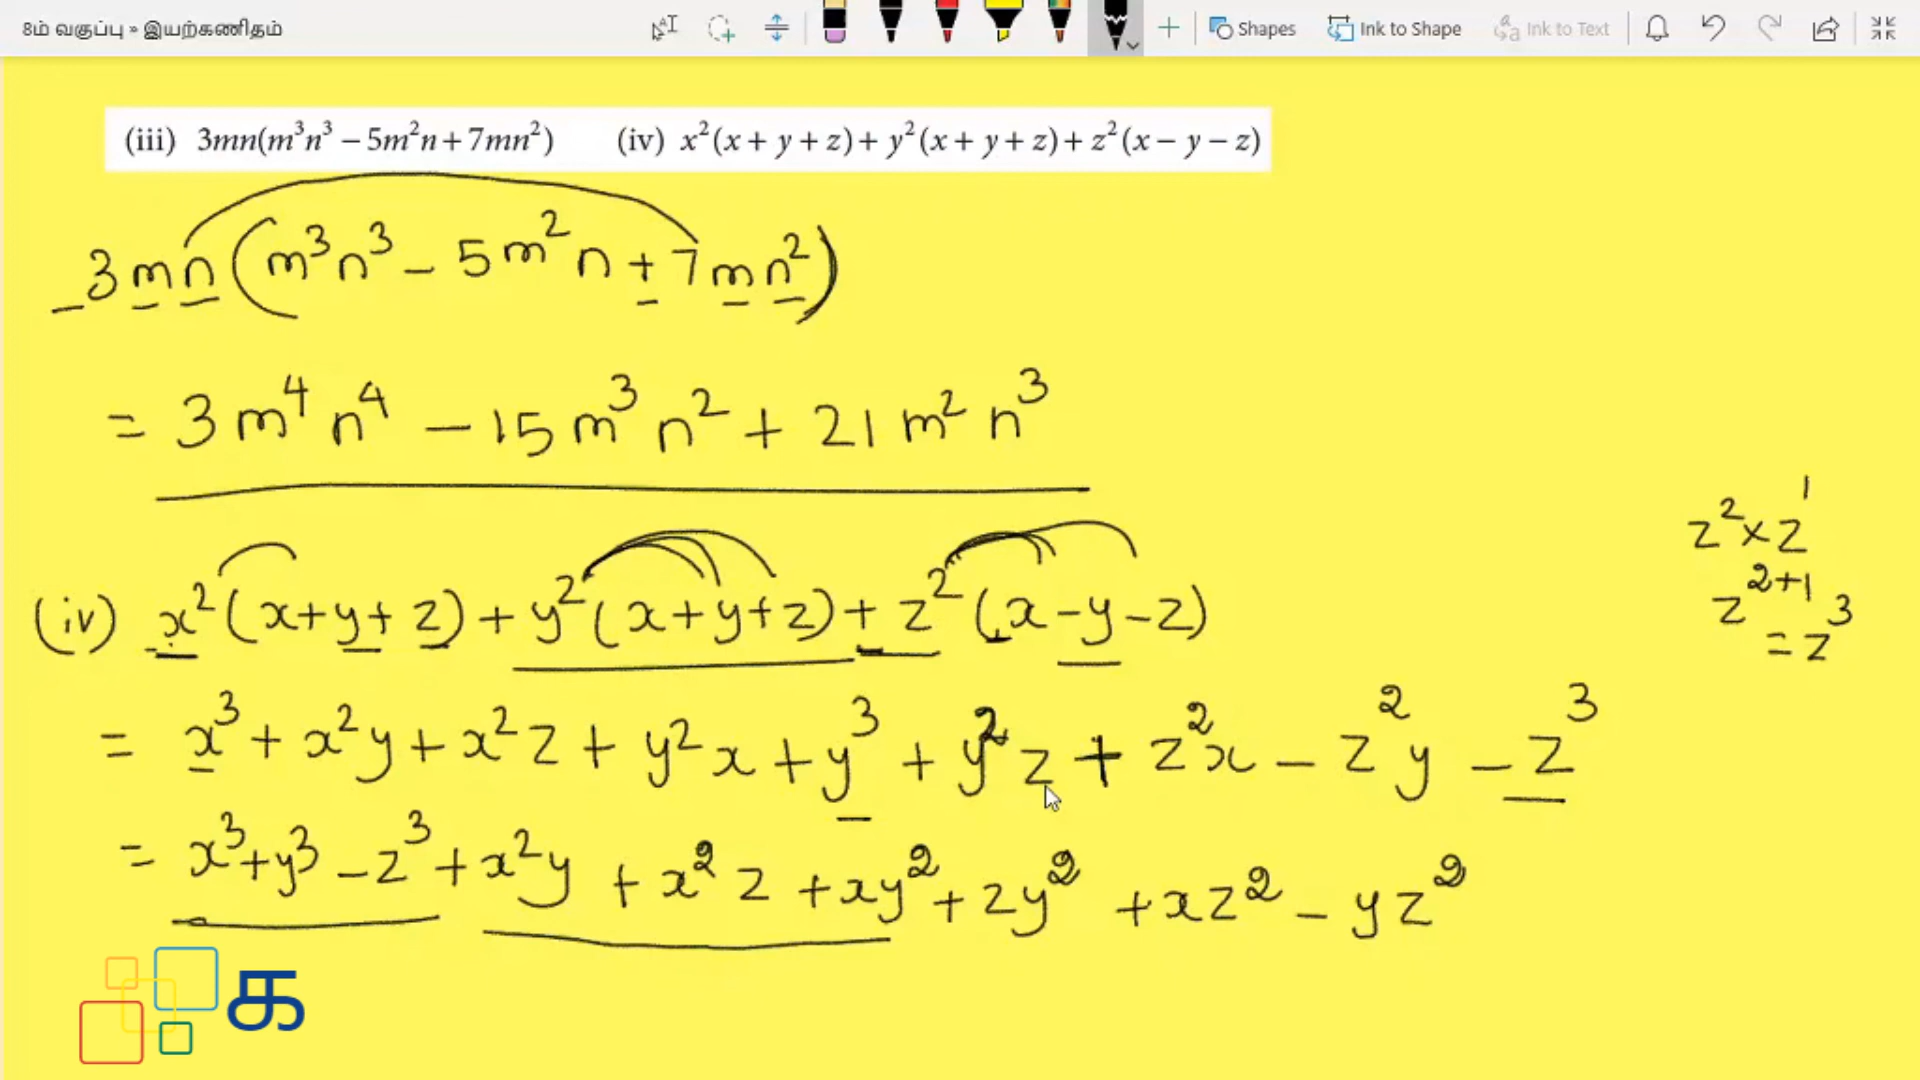 8ம் வகுப்பு » இயற்கணிதம்
Shapes Ink to Shape Ink to Text
(iii) 3mn(m³n³ − 5m²n + 7mn²) (iv) x²(x + y + z) + y²(x + y + z) + z²(x − y − z)
3mn(m³n³ − 5m²n + 7mn²)
= 3m⁴n⁴ − 15m³n² + 21m²n³
z² × z¹
z²⁺¹
= z³
(iv) x²(x+y+z) + y²(x+y+z) + z²(x−y−z)
= x³ + x²y + x²z + y²x + y³ + y²z + z²x − z²y − z³
= x³+y³−z³+x²y + x²z + xy² + zy² + xz² − yz²
க